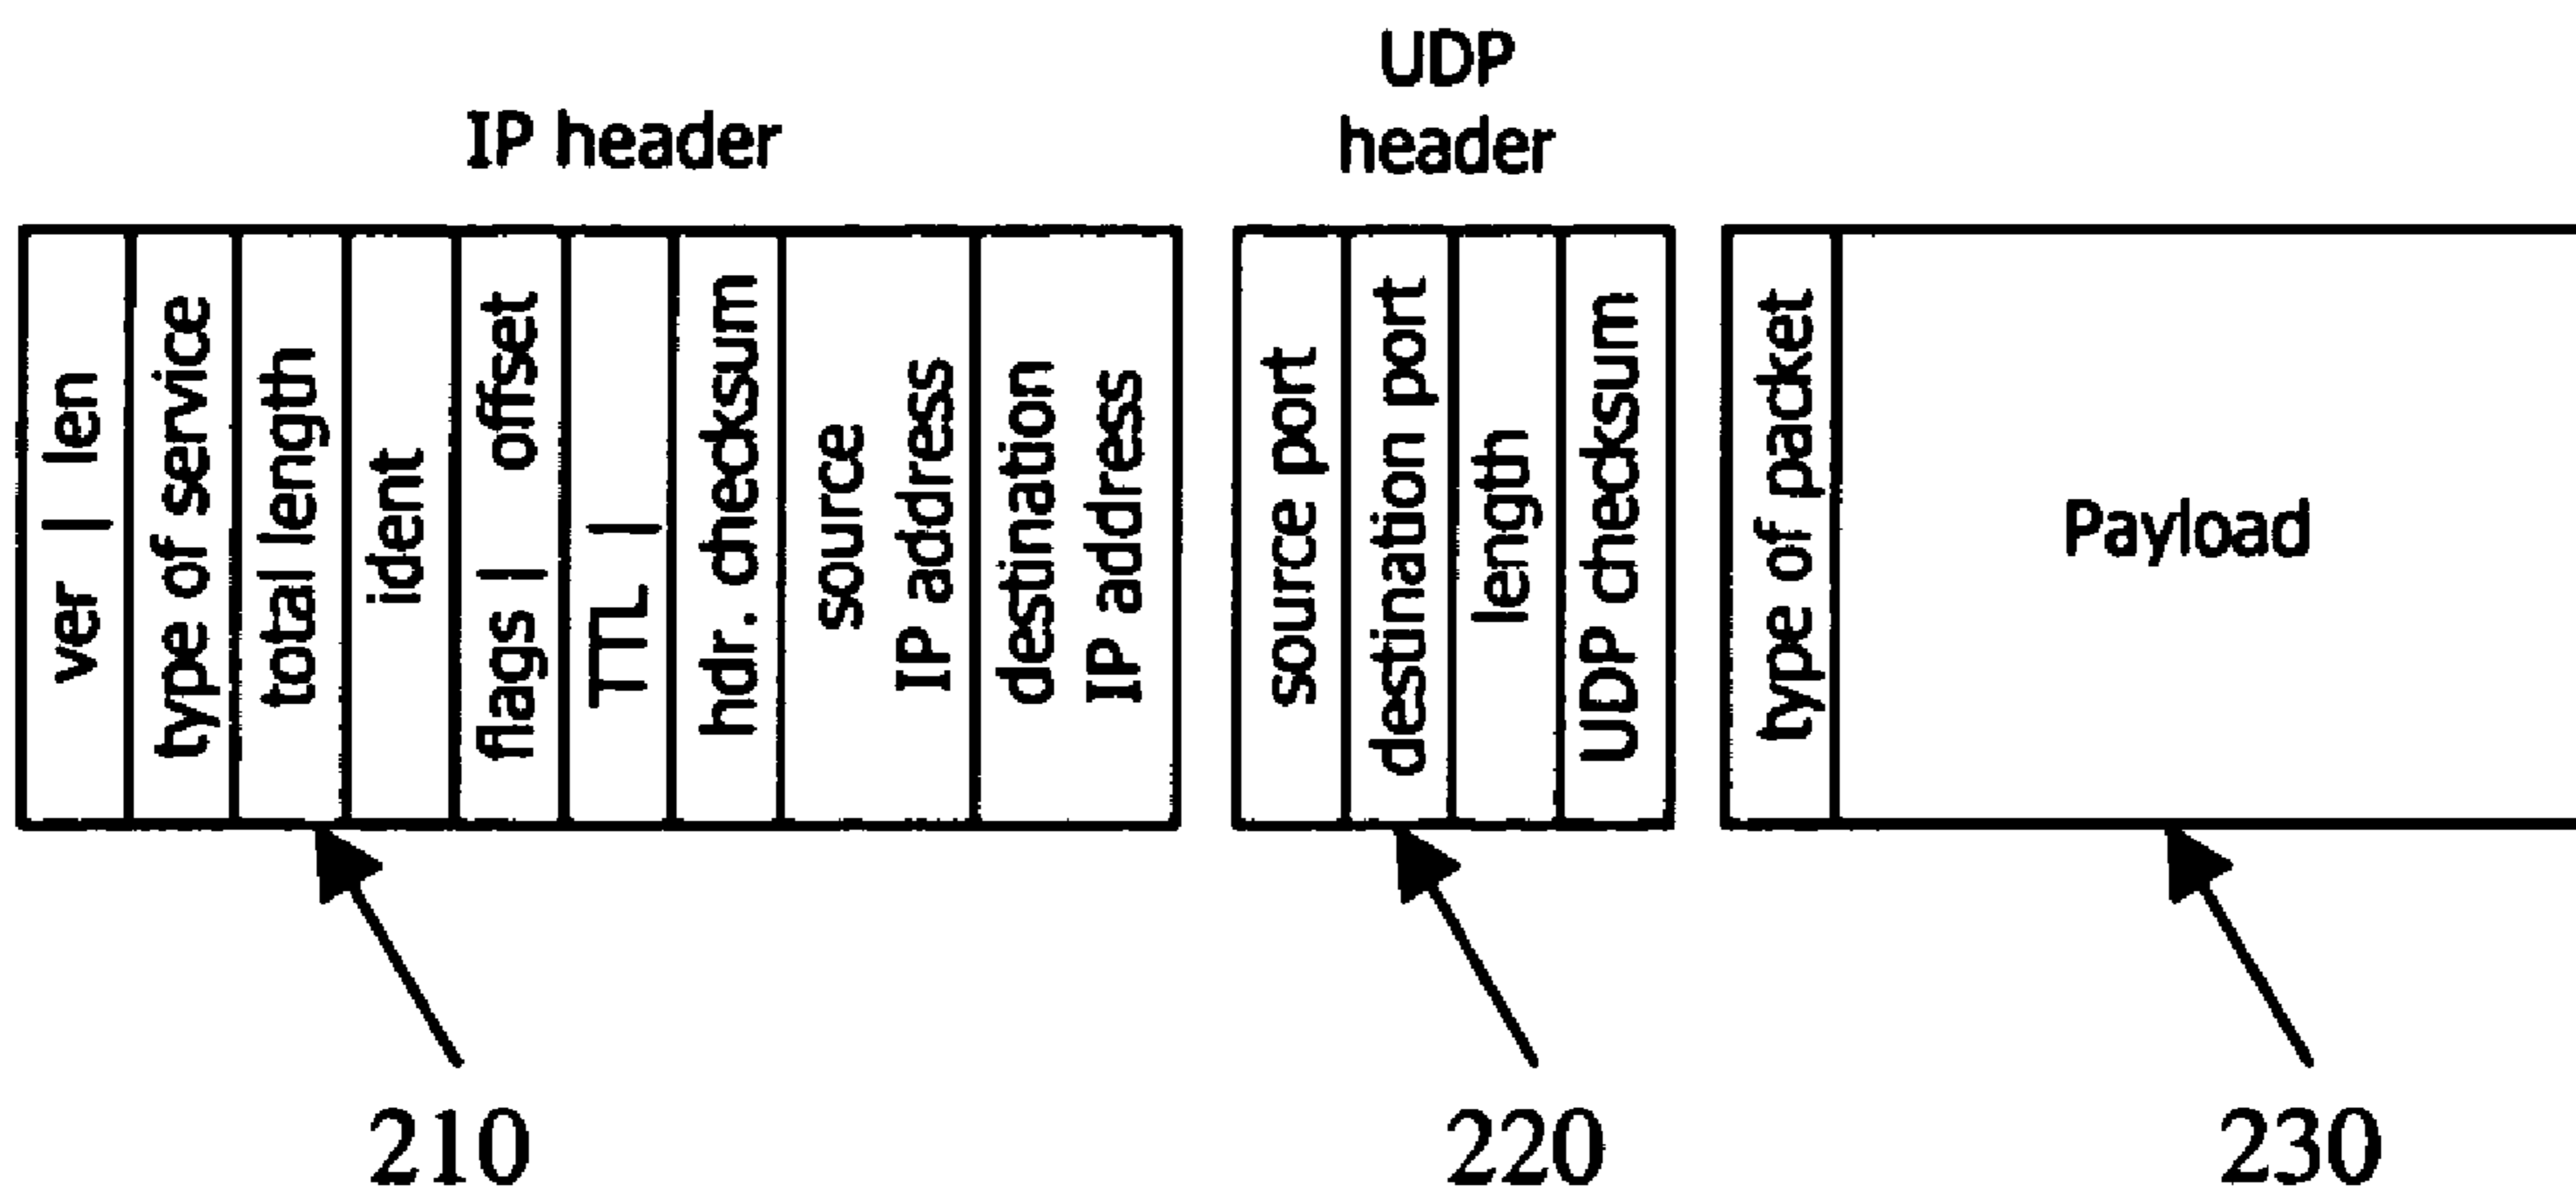 UDP
IP header
header
ver | len
type of service
total length
ident
flags | offset
TTL |
hdr. checksum
source
IP address
destination
IP address
source port
destination port
length
UDP checksum
type of packet
Payload
210
220
230